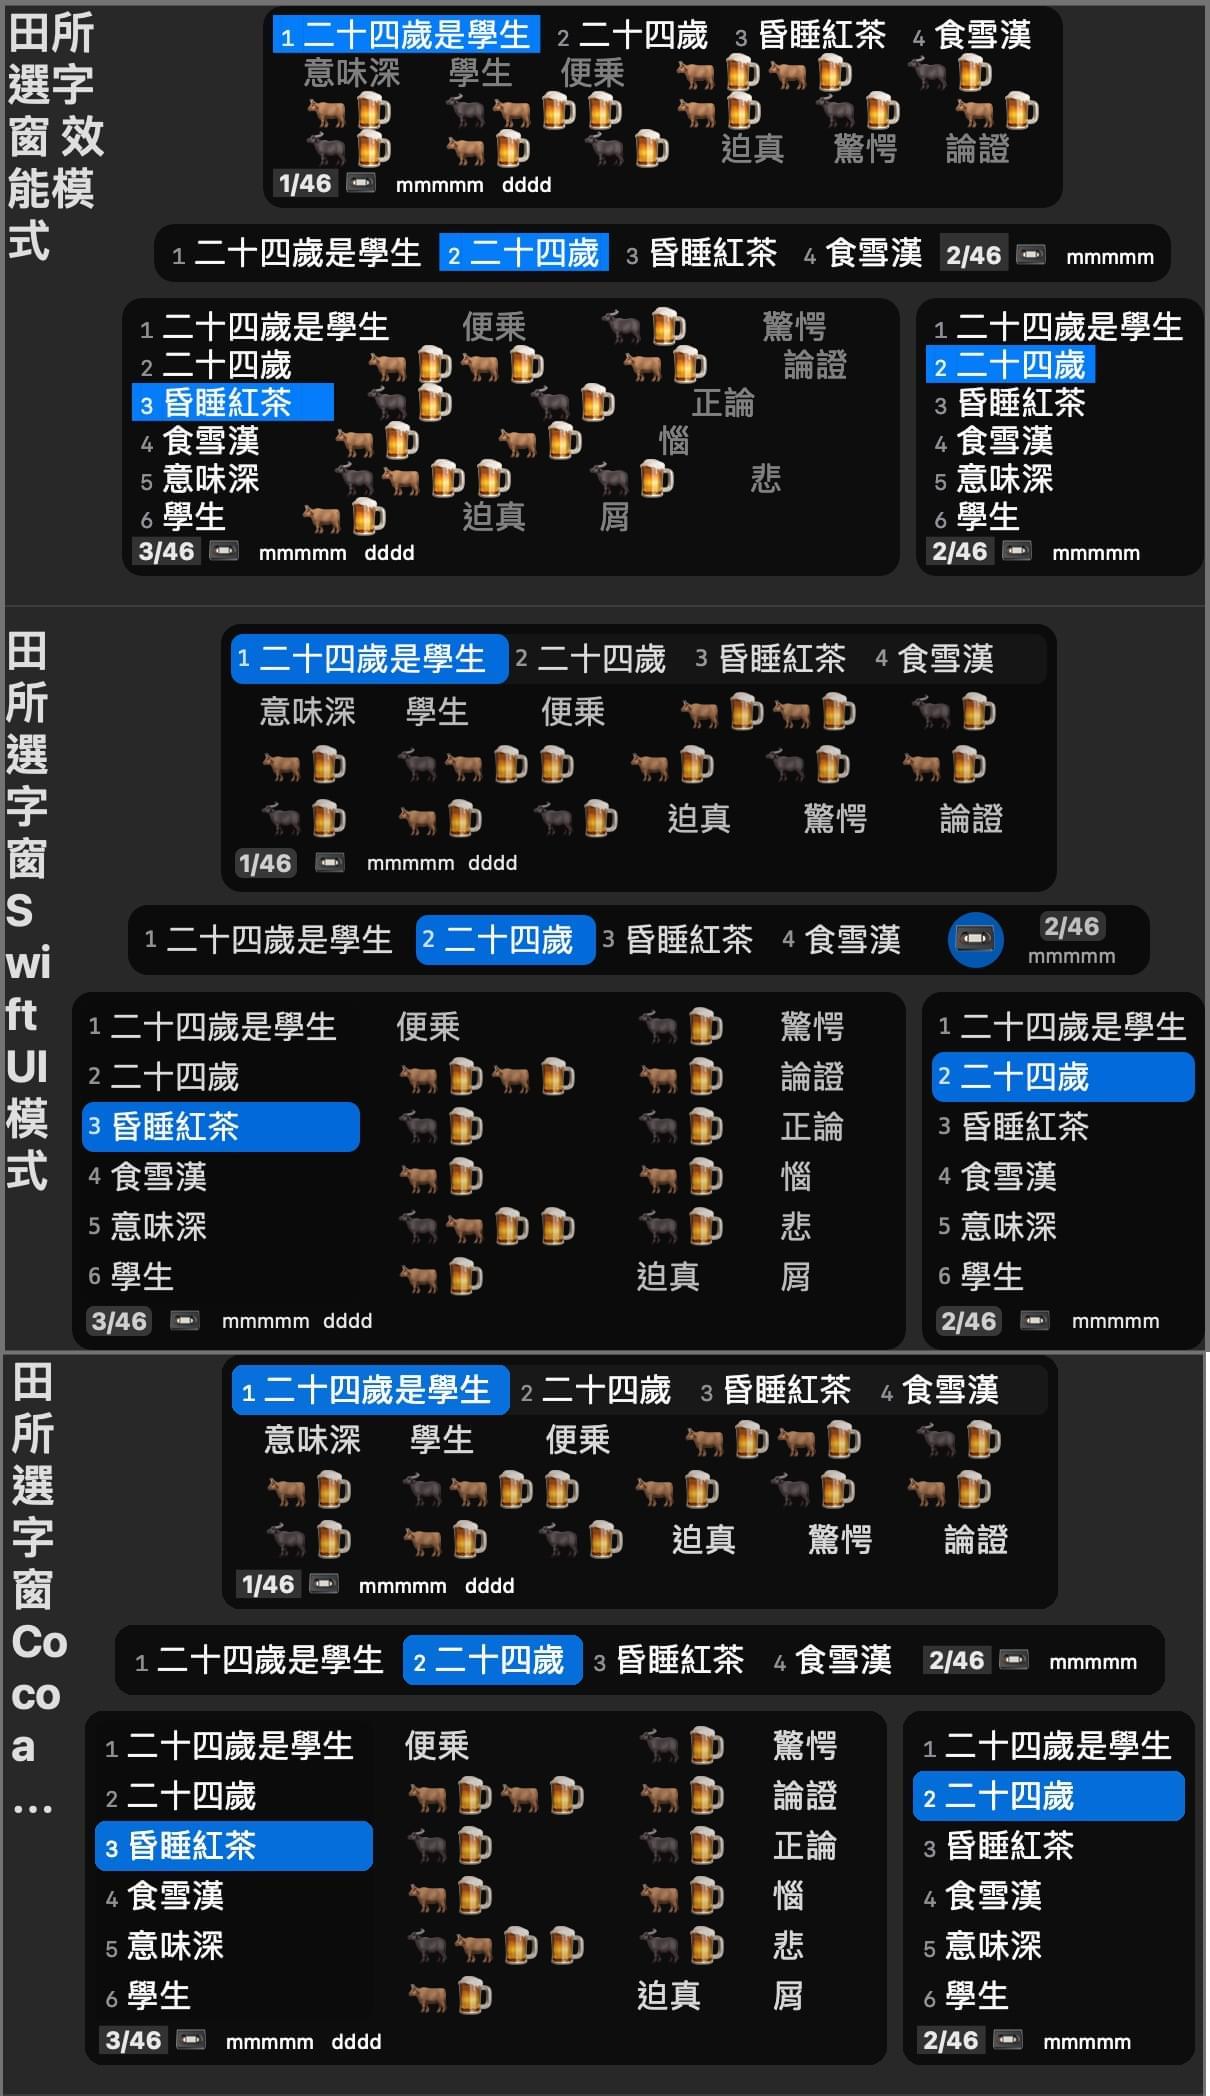 田所選字窗 效能模式
1 二十四歲是學生 2 二十四歲 3 昏睡紅茶 4 食雪漢
意味深 學生 便乗 🐂🍺🐂🍺 🐃🍺
🐂🍺 🐃🐂🍺🍺 🐂🍺 🐃🍺 🐂🍺
🐃🍺 🐂🍺 🐃🍺 迫真 驚愕 論證
1/46 📼 mmmmm dddd
1 二十四歲是學生 2 二十四歲 3 昏睡紅茶 4 食雪漢 2/46 📼 mmmmm
1 二十四歲是學生 便乗 🐃🍺 驚愕
2 二十四歲 🐂🍺🐂🍺 🐂🍺 論證
3 昏睡紅茶 🐃🍺 🐃🍺 正論
4 食雪漢 🐂🍺 🐂🍺 惱
5 意味深 🐃🐂🍺🍺 🐃🍺 悲
6 學生 🐂🍺 迫真 屑
3/46 📼 mmmmm dddd
1 二十四歲是學生
2 二十四歲
3 昏睡紅茶
4 食雪漢
5 意味深
6 學生
2/46 📼 mmmmm
田所選字窗 SwiftUI 模式
1 二十四歲是學生 2 二十四歲 3 昏睡紅茶 4 食雪漢
意味深 學生 便乗 🐂🍺🐂🍺 🐃🍺
🐂🍺 🐃🐂🍺🍺 🐂🍺 🐃🍺 🐂🍺
🐃🍺 🐂🍺 🐃🍺 迫真 驚愕 論證
1/46 📼 mmmmm dddd
1 二十四歲是學生 2 二十四歲 3 昏睡紅茶 4 食雪漢 📼 2/46
mmmmm
1 二十四歲是學生 便乗 🐃🍺 驚愕
2 二十四歲 🐂🍺🐂🍺 🐂🍺 論證
3 昏睡紅茶 🐃🍺 🐃🍺 正論
4 食雪漢 🐂🍺 🐂🍺 惱
5 意味深 🐃🐂🍺🍺 🐃🍺 悲
6 學生 🐂🍺 迫真 屑
3/46 📼 mmmmm dddd
1 二十四歲是學生
2 二十四歲
3 昏睡紅茶
4 食雪漢
5 意味深
6 學生
2/46 📼 mmmmm
田所選字窗 Cocoa…
1 二十四歲是學生 2 二十四歲 3 昏睡紅茶 4 食雪漢
意味深 學生 便乗 🐂🍺🐂🍺 🐃🍺
🐂🍺 🐃🐂🍺🍺 🐂🍺 🐃🍺 🐂🍺
🐃🍺 🐂🍺 🐃🍺 迫真 驚愕 論證
1/46 📼 mmmmm dddd
1 二十四歲是學生 2 二十四歲 3 昏睡紅茶 4 食雪漢 2/46 📼 mmmmm
1 二十四歲是學生 便乗 🐃🍺 驚愕
2 二十四歲 🐂🍺🐂🍺 🐂🍺 論證
3 昏睡紅茶 🐃🍺 🐃🍺 正論
4 食雪漢 🐂🍺 🐂🍺 惱
5 意味深 🐃🐂🍺🍺 🐃🍺 悲
6 學生 🐂🍺 迫真 屑
3/46 📼 mmmmm dddd
1 二十四歲是學生
2 二十四歲
3 昏睡紅茶
4 食雪漢
5 意味深
6 學生
2/46 📼 mmmmm